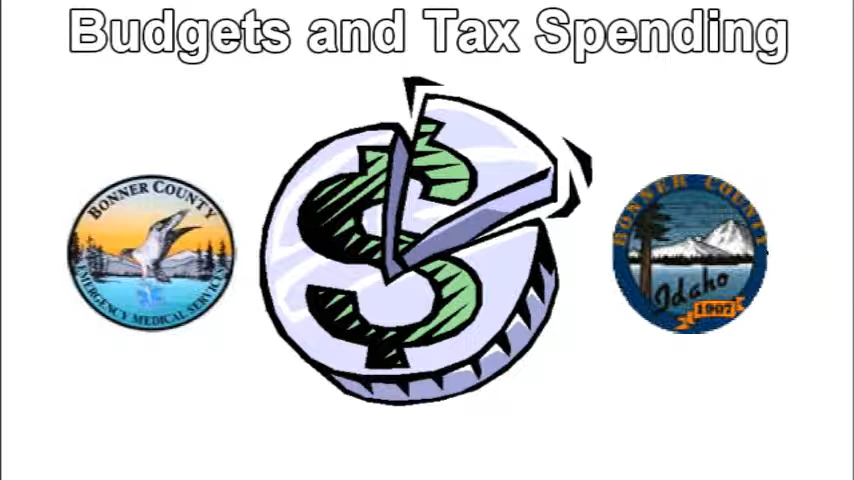 Budgets and Tax Spending
BONNER COUNTY
EMERGENCY MEDICAL SERVICES
BONNER COUNTY
Idaho
1907